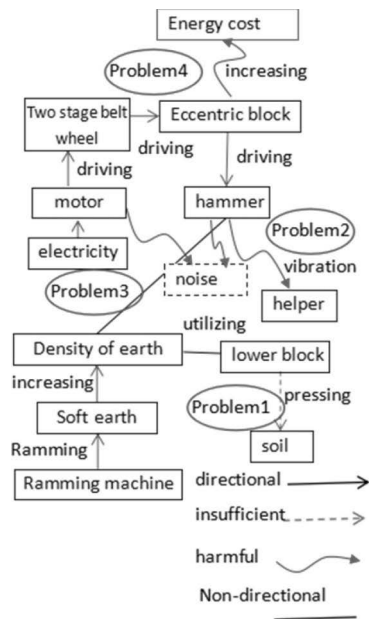 Energy cost
Problem4
increasing
Two stage belt
wheel
Eccentric block
driving
driving
driving
motor
hammer
electricity
Problem2
noise
vibration
Problem3
helper
utilizing
Density of earth
lower block
increasing
pressing
Problem1
Soft earth
Ramming
soil
Ramming machine
directional
insufficient
harmful
Non-directional